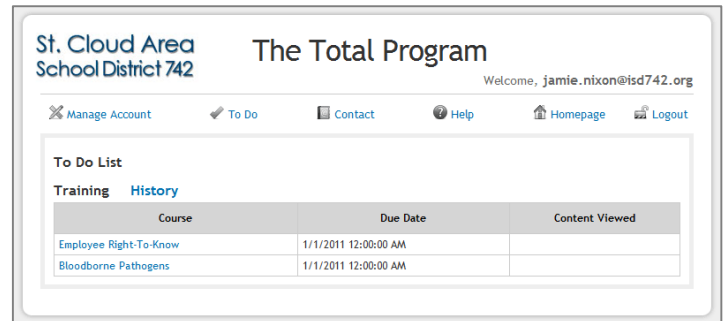 St. Cloud Area
School District 742
The Total Program
Welcome, jamie.nixon@isd742.org
Manage Account To Do Contact Help Homepage Logout
To Do List
Training History
Course Due Date Content Viewed
Employee Right-To-Know 1/1/2011 12:00:00 AM
Bloodborne Pathogens 1/1/2011 12:00:00 AM